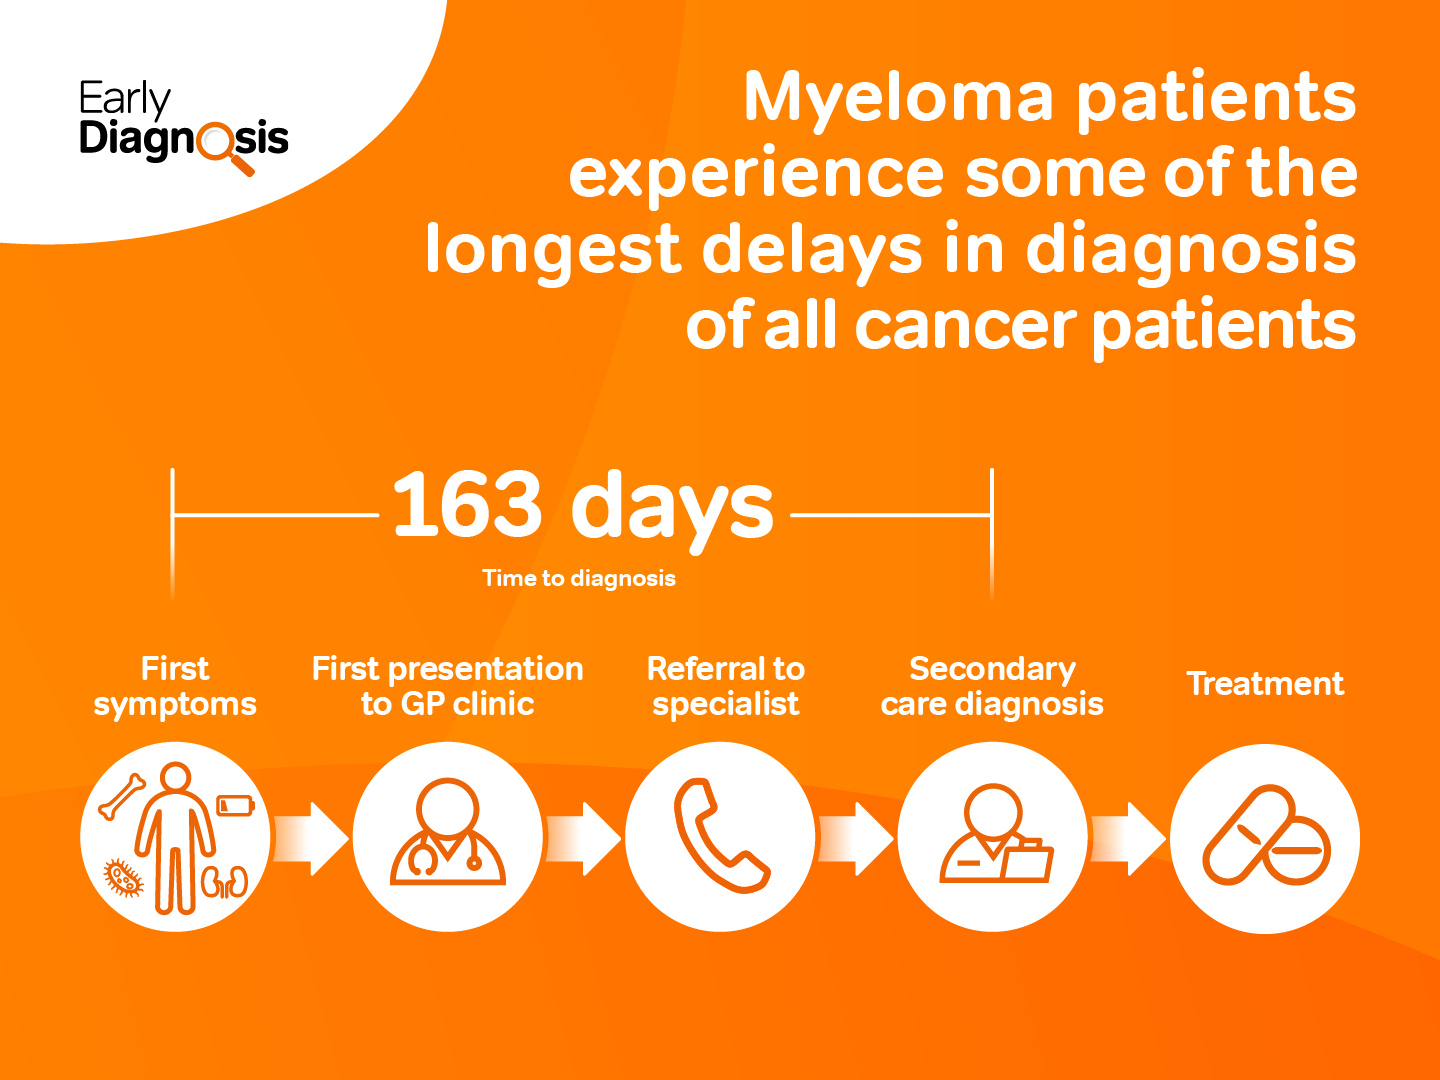 Early
Diagnosis
Myeloma patients
experience some of the
longest delays in diagnosis
of all cancer patients
163 days
Time to diagnosis
First
symptoms
First presentation
to GP clinic
Referral to
specialist
Secondary
care diagnosis
Treatment